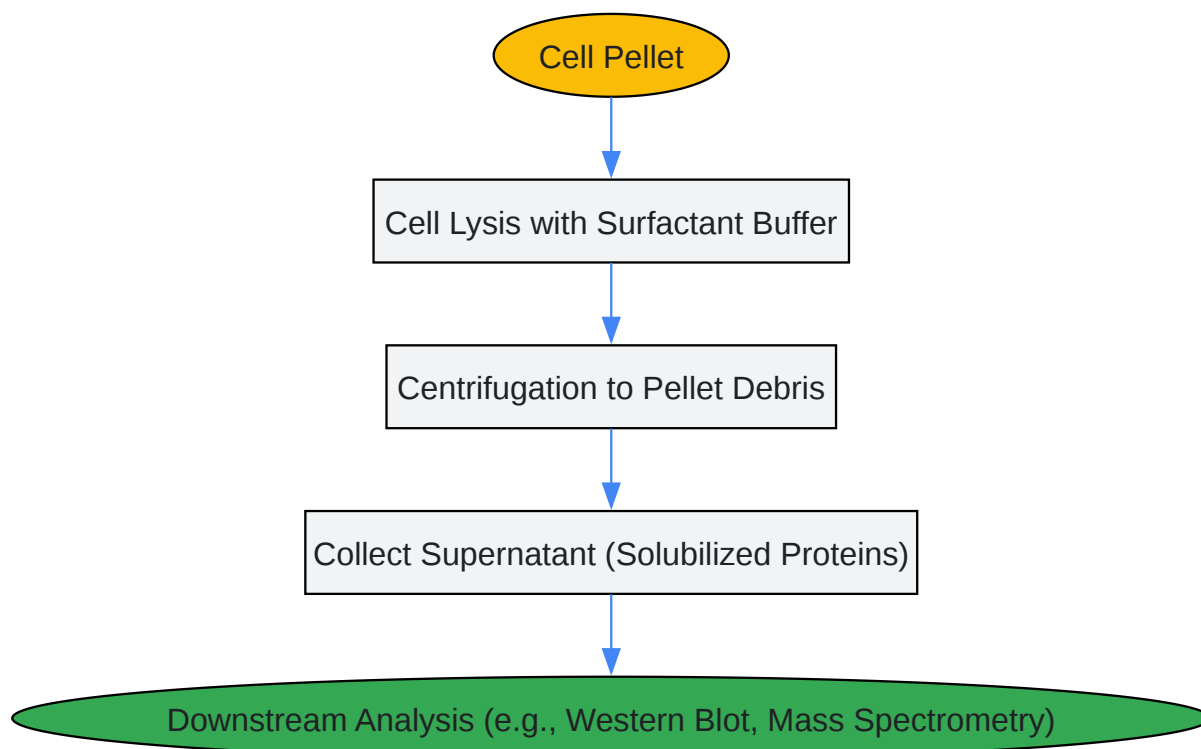 Cell Pellet
Cell Lysis with Surfactant Buffer
Centrifugation to Pellet Debris
Collect Supernatant (Solubilized Proteins)
Downstream Analysis (e.g., Western Blot, Mass Spectrometry)